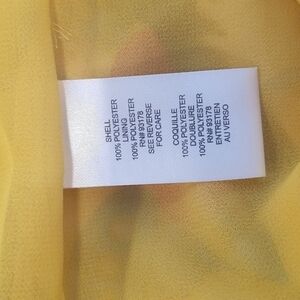 SHELL
100% POLYESTER
LINING
100% POLYESTER
RN# 93178
SEE REVERSE
FOR CARE
COQUILLE
100% POLYESTER
DOUBLURE
100% POLYESTER
RN# 93178
ENTRETIEN
AU VERSO